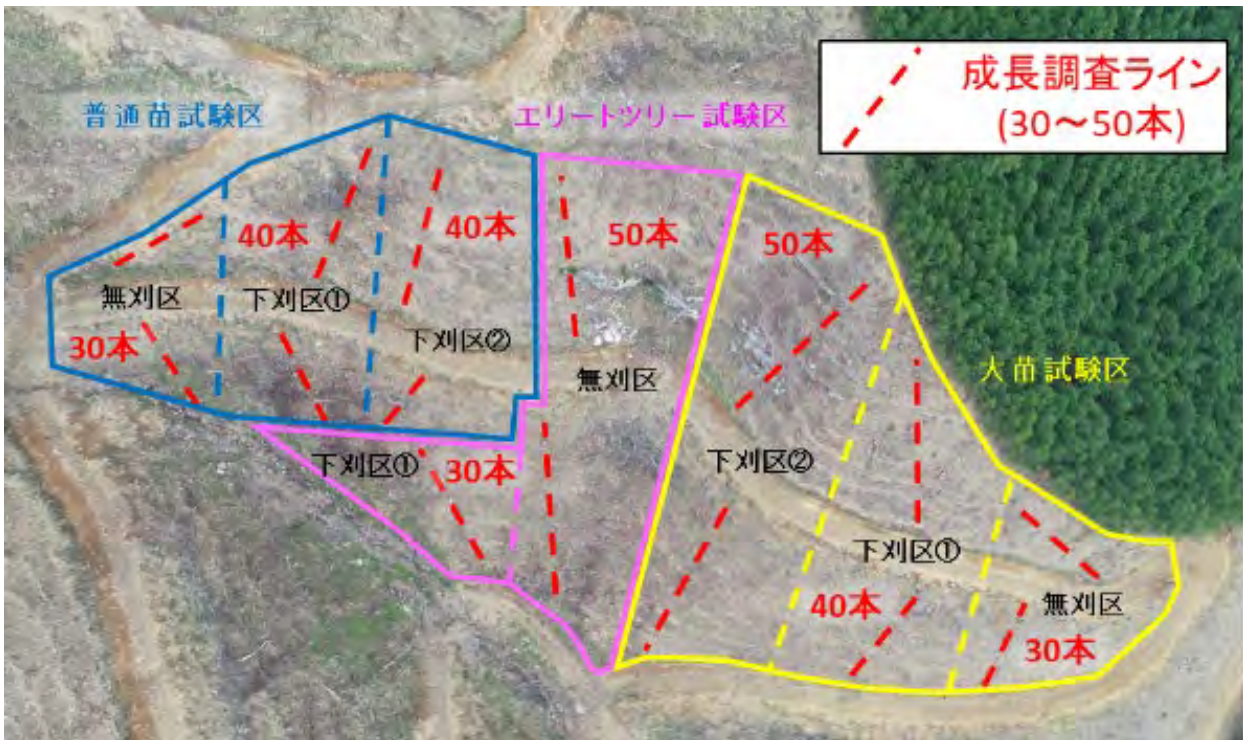 成長調査ライン
(30～50本)
普通苗試験区
エリートツリー試験区
40本
40本
50本
50本
無刈区
下刈区①
下刈区②
30本
無刈区
大苗試験区
下刈区①
30本
下刈区②
下刈区①
40本
無刈区
30本